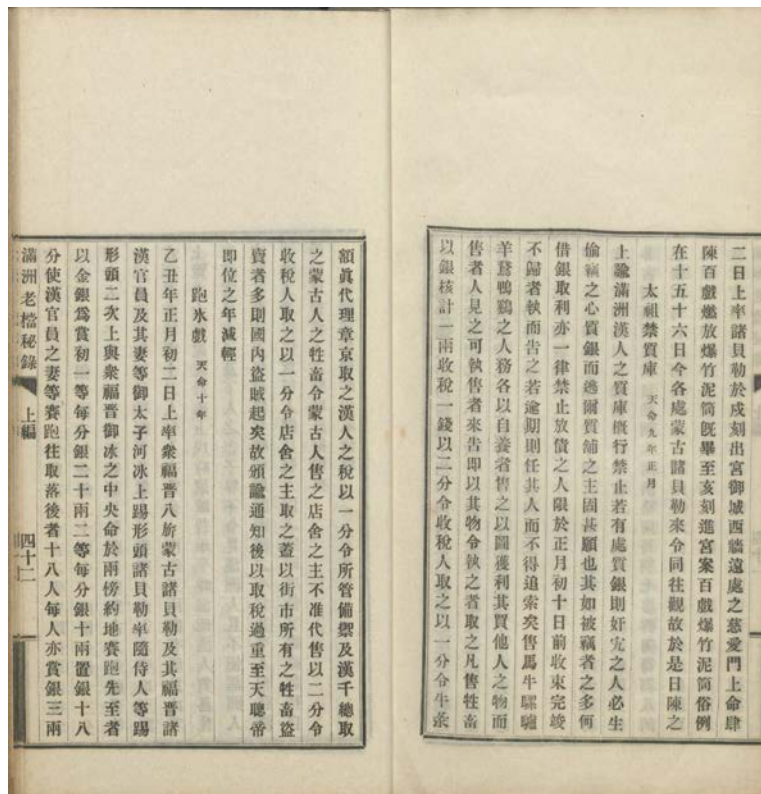 二日上率諸貝勒於戌刻出宮御城西牆遠處之慈愛門上命肆
陳百戲燃放爆竹泥筒旣畢至亥刻進宮案百戲爆竹泥筒俗例
在十五十六日今各處蒙古諸貝勒來令同往觀故於是日陳之
太祖禁質庫 天命九年正月
上諭滿洲漢人之質庫槪行禁止若有處質銀則奸宄之人必生
偷竊之心質銀而逃爾質舖之主固甚願也其如被竊者之多何
借銀取利亦一律禁止放債之人限於正月初十日前收束完竣
不歸者執而告之若逾期則任其人而不得追索矣售馬牛騾驢
羊鵞鴨鷄之人務各以自養者售之以圖獲利其買他人之物而
售者人見之可執售者來告即以其物令執之者取之凡售牲畜
以銀核計一兩收稅一錢以二分令收稅人取之以一分令牛彔
額眞代理章京取之漢人之稅以一分令所管備禦及漢千總取
之蒙古人之牲畜令蒙古人售之店舍之主不准代售以二分令
收稅人取之以一分令店舍之主取之蓋以街市所有之牲畜盜
賣者多則國內盜賊起矣故頒諭通知後以取稅過重至天聰帝
卽位之年減輕
跑氷戲 天命十年
乙丑年正月初二日上率衆福晋八旂蒙古諸貝勒及其福晋諸
漢官員及其妻等御太子河氷上踢形頭諸貝勒率隨侍人等踢
形頭二次上與衆福晋御氷之中央命於兩傍約地賽跑先至者
以金銀爲賞初一等每分銀二十兩二等每分銀十兩置銀十八
分使漢官員之妻等賽跑往取落後者十八人每人亦賞銀三兩
滿洲老檔秘錄 上編 四十二